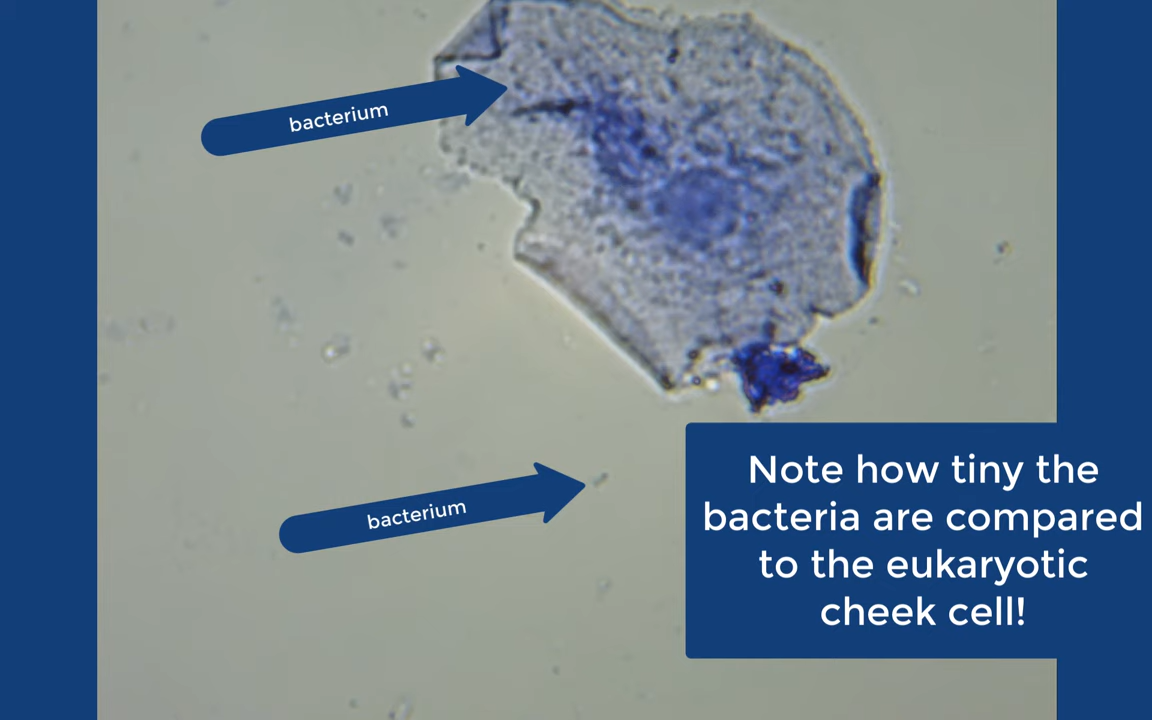 bacterium
bacterium
Note how tiny the
bacteria are compared
to the eukaryotic
cheek cell!